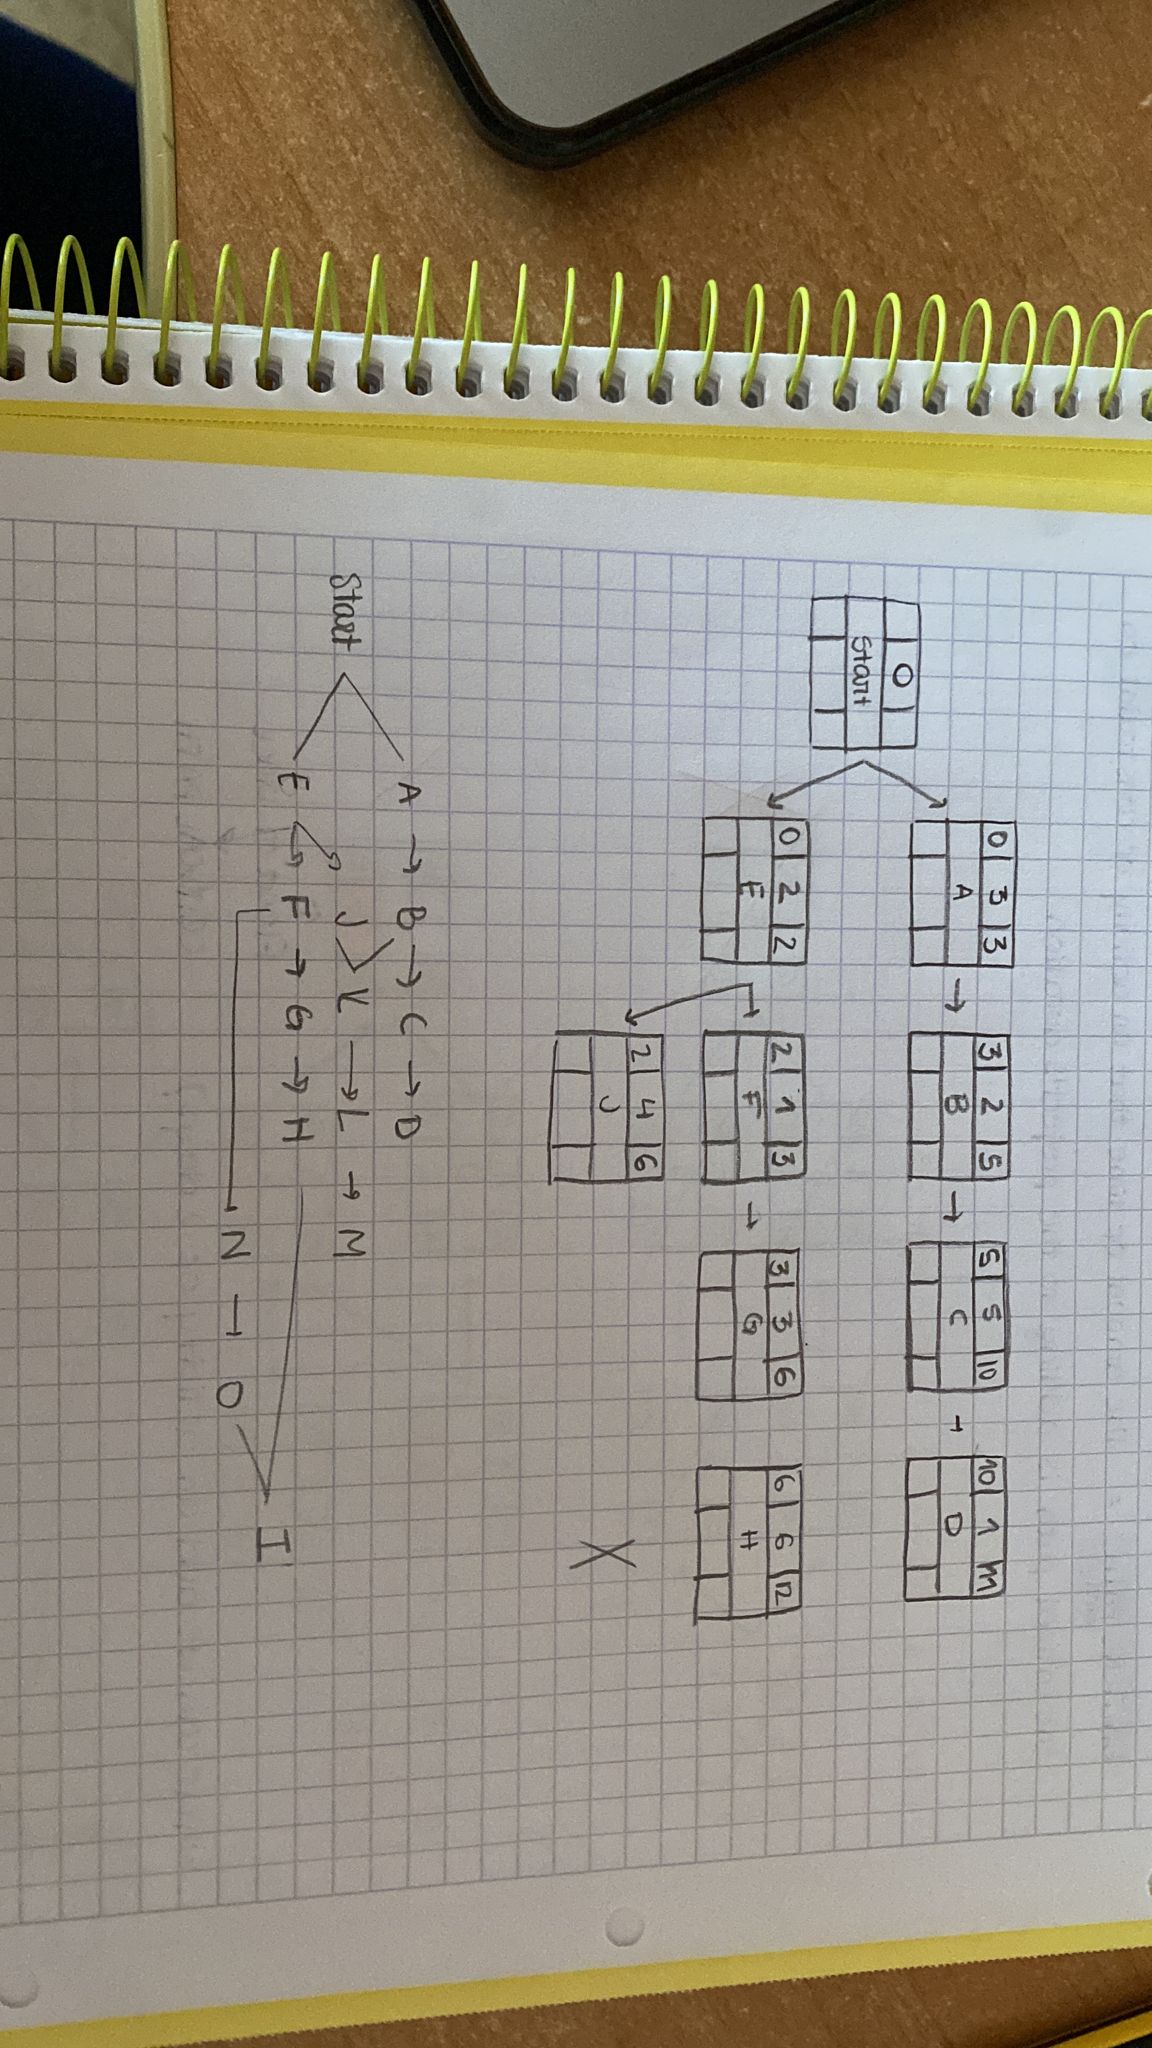 0 3 3 3 2 5 5 5 10 10 1 m
A → B → C → D
0
Start
0 2 2 2 1 3 3 3 6 6 6 12
E F → G H
2 4 6
J
X
A → B → C → D
Start J K → L → M
E → F → G → H
I
N O